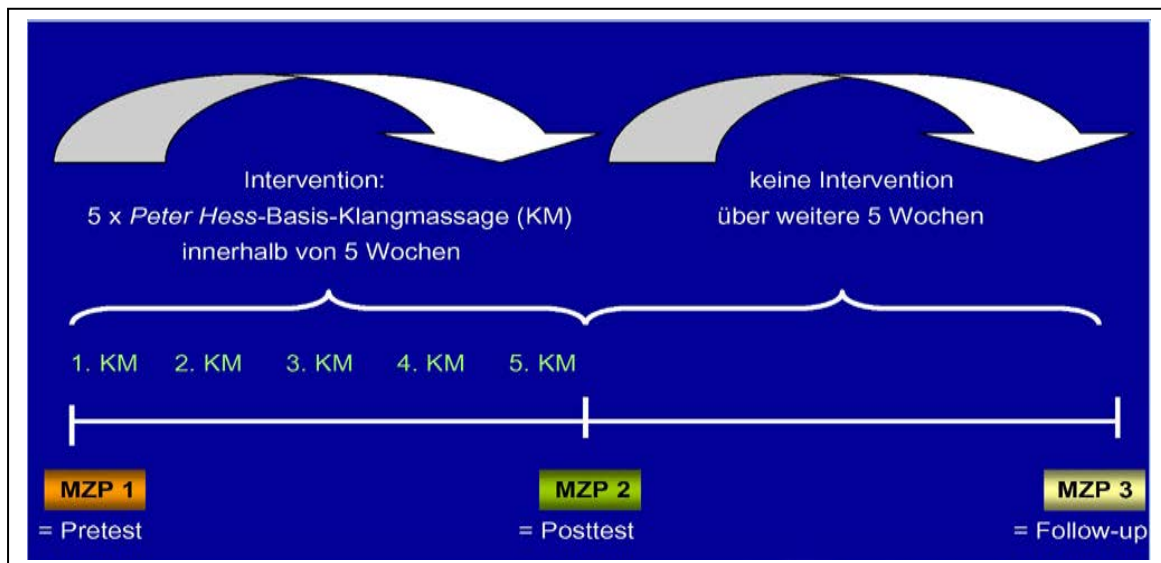 Intervention:
5 x Peter Hess-Basis-Klangmassage (KM)
innerhalb von 5 Wochen
keine Intervention
über weitere 5 Wochen
1. KM 2. KM 3. KM 4. KM 5. KM
MZP 1
= Pretest
MZP 2
= Posttest
MZP 3
= Follow-up